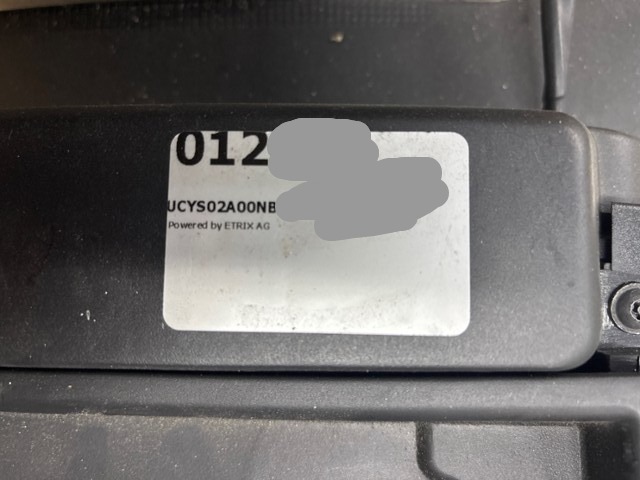 012
UCYS02A00NB
Powered by ETRIX AG